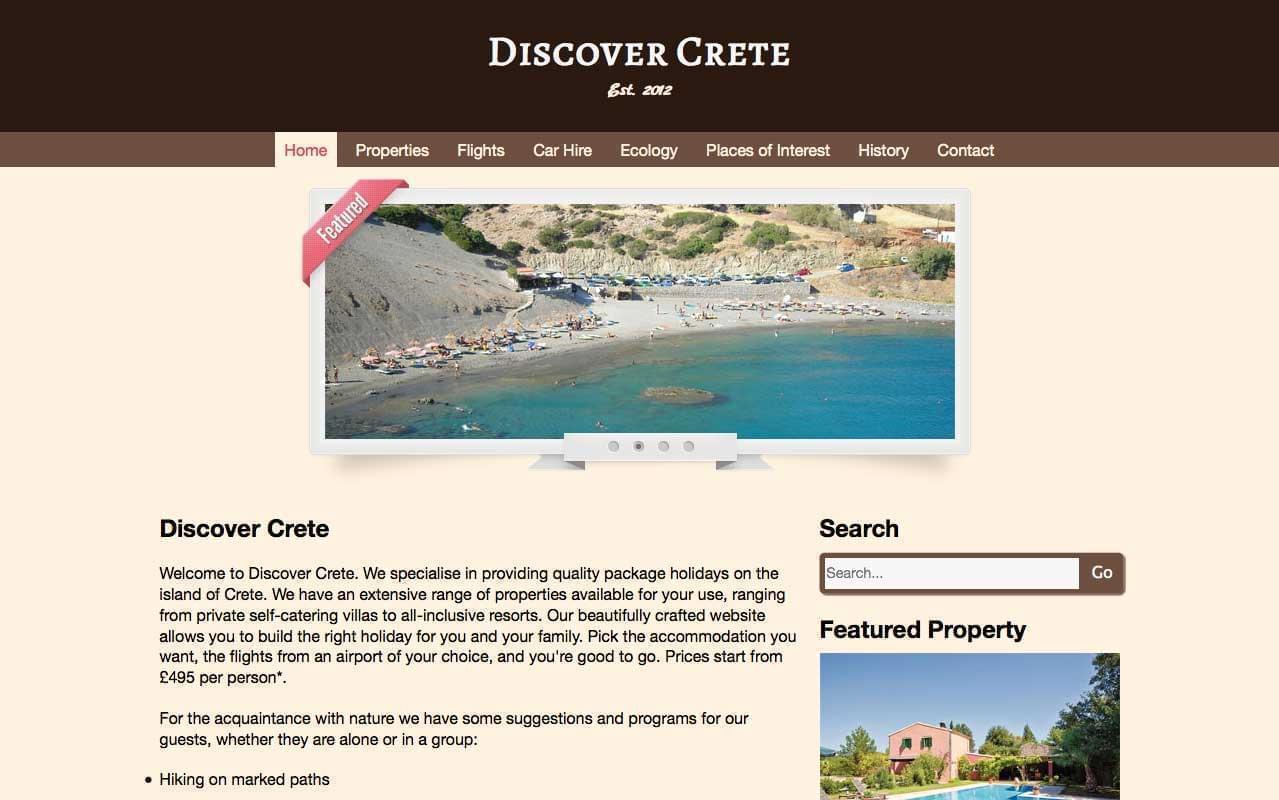 Discover Crete
Est. 2012
Home Properties Flights Car Hire Ecology Places of Interest History Contact
Featured
Discover Crete
Welcome to Discover Crete. We specialise in providing quality package holidays on the
island of Crete. We have an extensive range of properties available for your use, ranging
from private self-catering villas to all-inclusive resorts. Our beautifully crafted website
allows you to build the right holiday for you and your family. Pick the accommodation you
want, the flights from an airport of your choice, and you're good to go. Prices start from
£495 per person*.
For the acquaintance with nature we have some suggestions and programs for our
guests, whether they are alone or in a group:
• Hiking on marked paths
Search
Search... Go
Featured Property